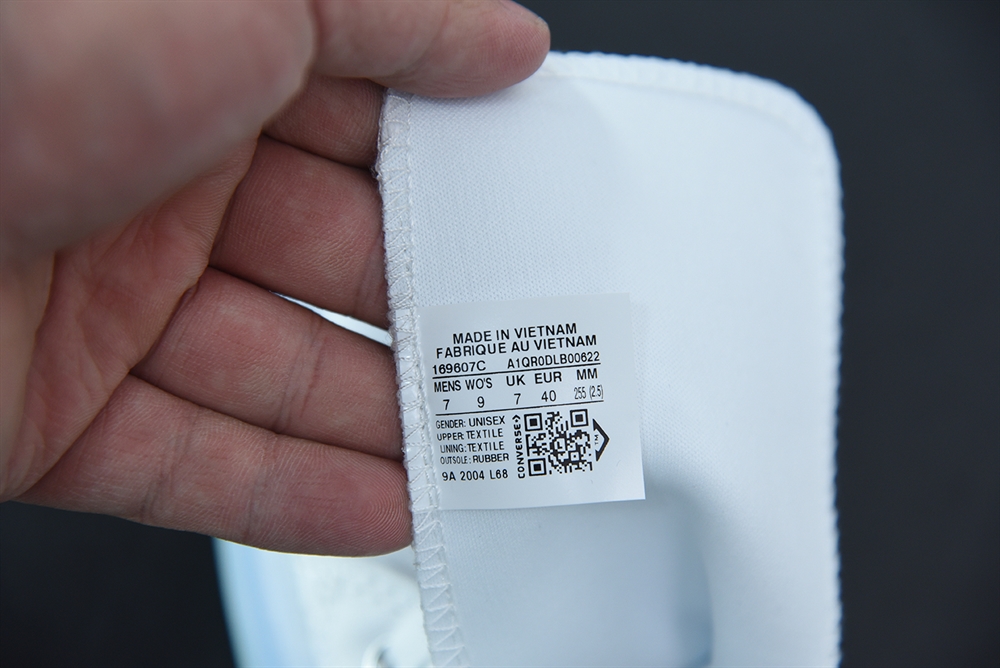 MADE IN VIETNAM
FABRIQUE AU VIETNAM
169607C A1QR0DLB00622
MENS WO'S UK EUR MM
7 9 7 40 255 (2.5)
GENDER: UNISEX
UPPER: TEXTILE
LINING: TEXTILE
OUTSOLE: RUBBER
CONVERSE
TM
9A 2004 L68